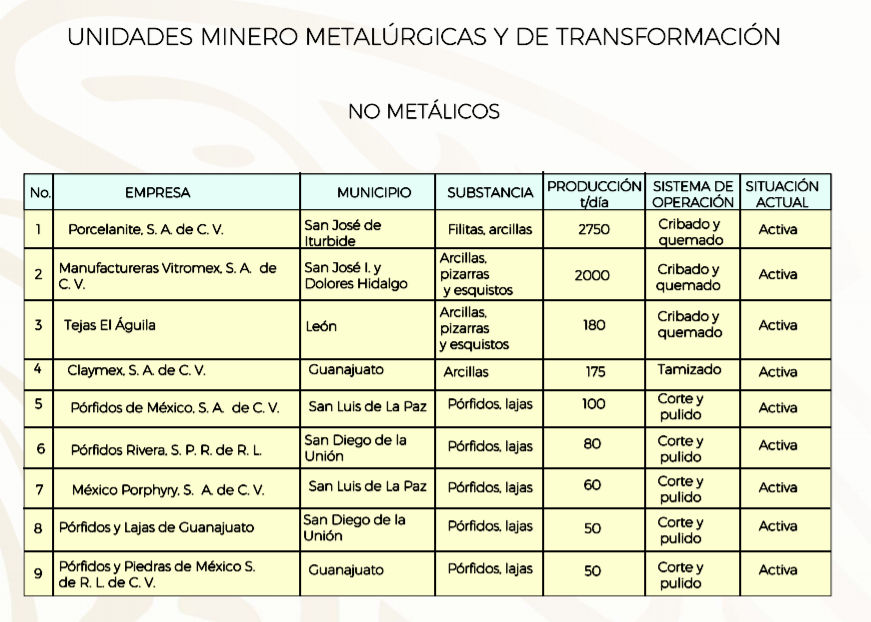 UNIDADES MINERO METALÚRGICAS Y DE TRANSFORMACIÓN
NO METÁLICOS
No. EMPRESA MUNICIPIO SUBSTANCIA PRODUCCIÓN t/día SISTEMA DE OPERACIÓN SITUACIÓN ACTUAL
1 Porcelanite, S. A. de C. V. San José de Iturbide Filitas, arcillas 2750 Cribado y quemado Activa
2 Manufactureras Vitromex, S. A. de C. V. San José I. y Dolores Hidalgo Arcillas, pizarras y esquistos 2000 Cribado y quemado Activa
3 Tejas El Águila León Arcillas, pizarras y esquistos 180 Cribado y quemado Activa
4 Claymex, S. A. de C. V. Guanajuato Arcillas 175 Tamizado Activa
5 Pórfidos de México, S. A. de C. V. San Luis de La Paz Pórfidos, lajas 100 Corte y pulido Activa
6 Pórfidos Rivera, S. P. R. de R. L. San Diego de la Unión Pórfidos, lajas 80 Corte y pulido Activa
7 México Porphyry, S. A. de C. V. San Luis de La Paz Pórfidos, lajas 60 Corte y pulido Activa
8 Pórfidos y Lajas de Guanajuato San Diego de la Unión Pórfidos, lajas 50 Corte y pulido Activa
9 Pórfidos y Piedras de México S. de R. L. de C. V. Guanajuato Pórfidos, lajas 50 Corte y pulido Activa